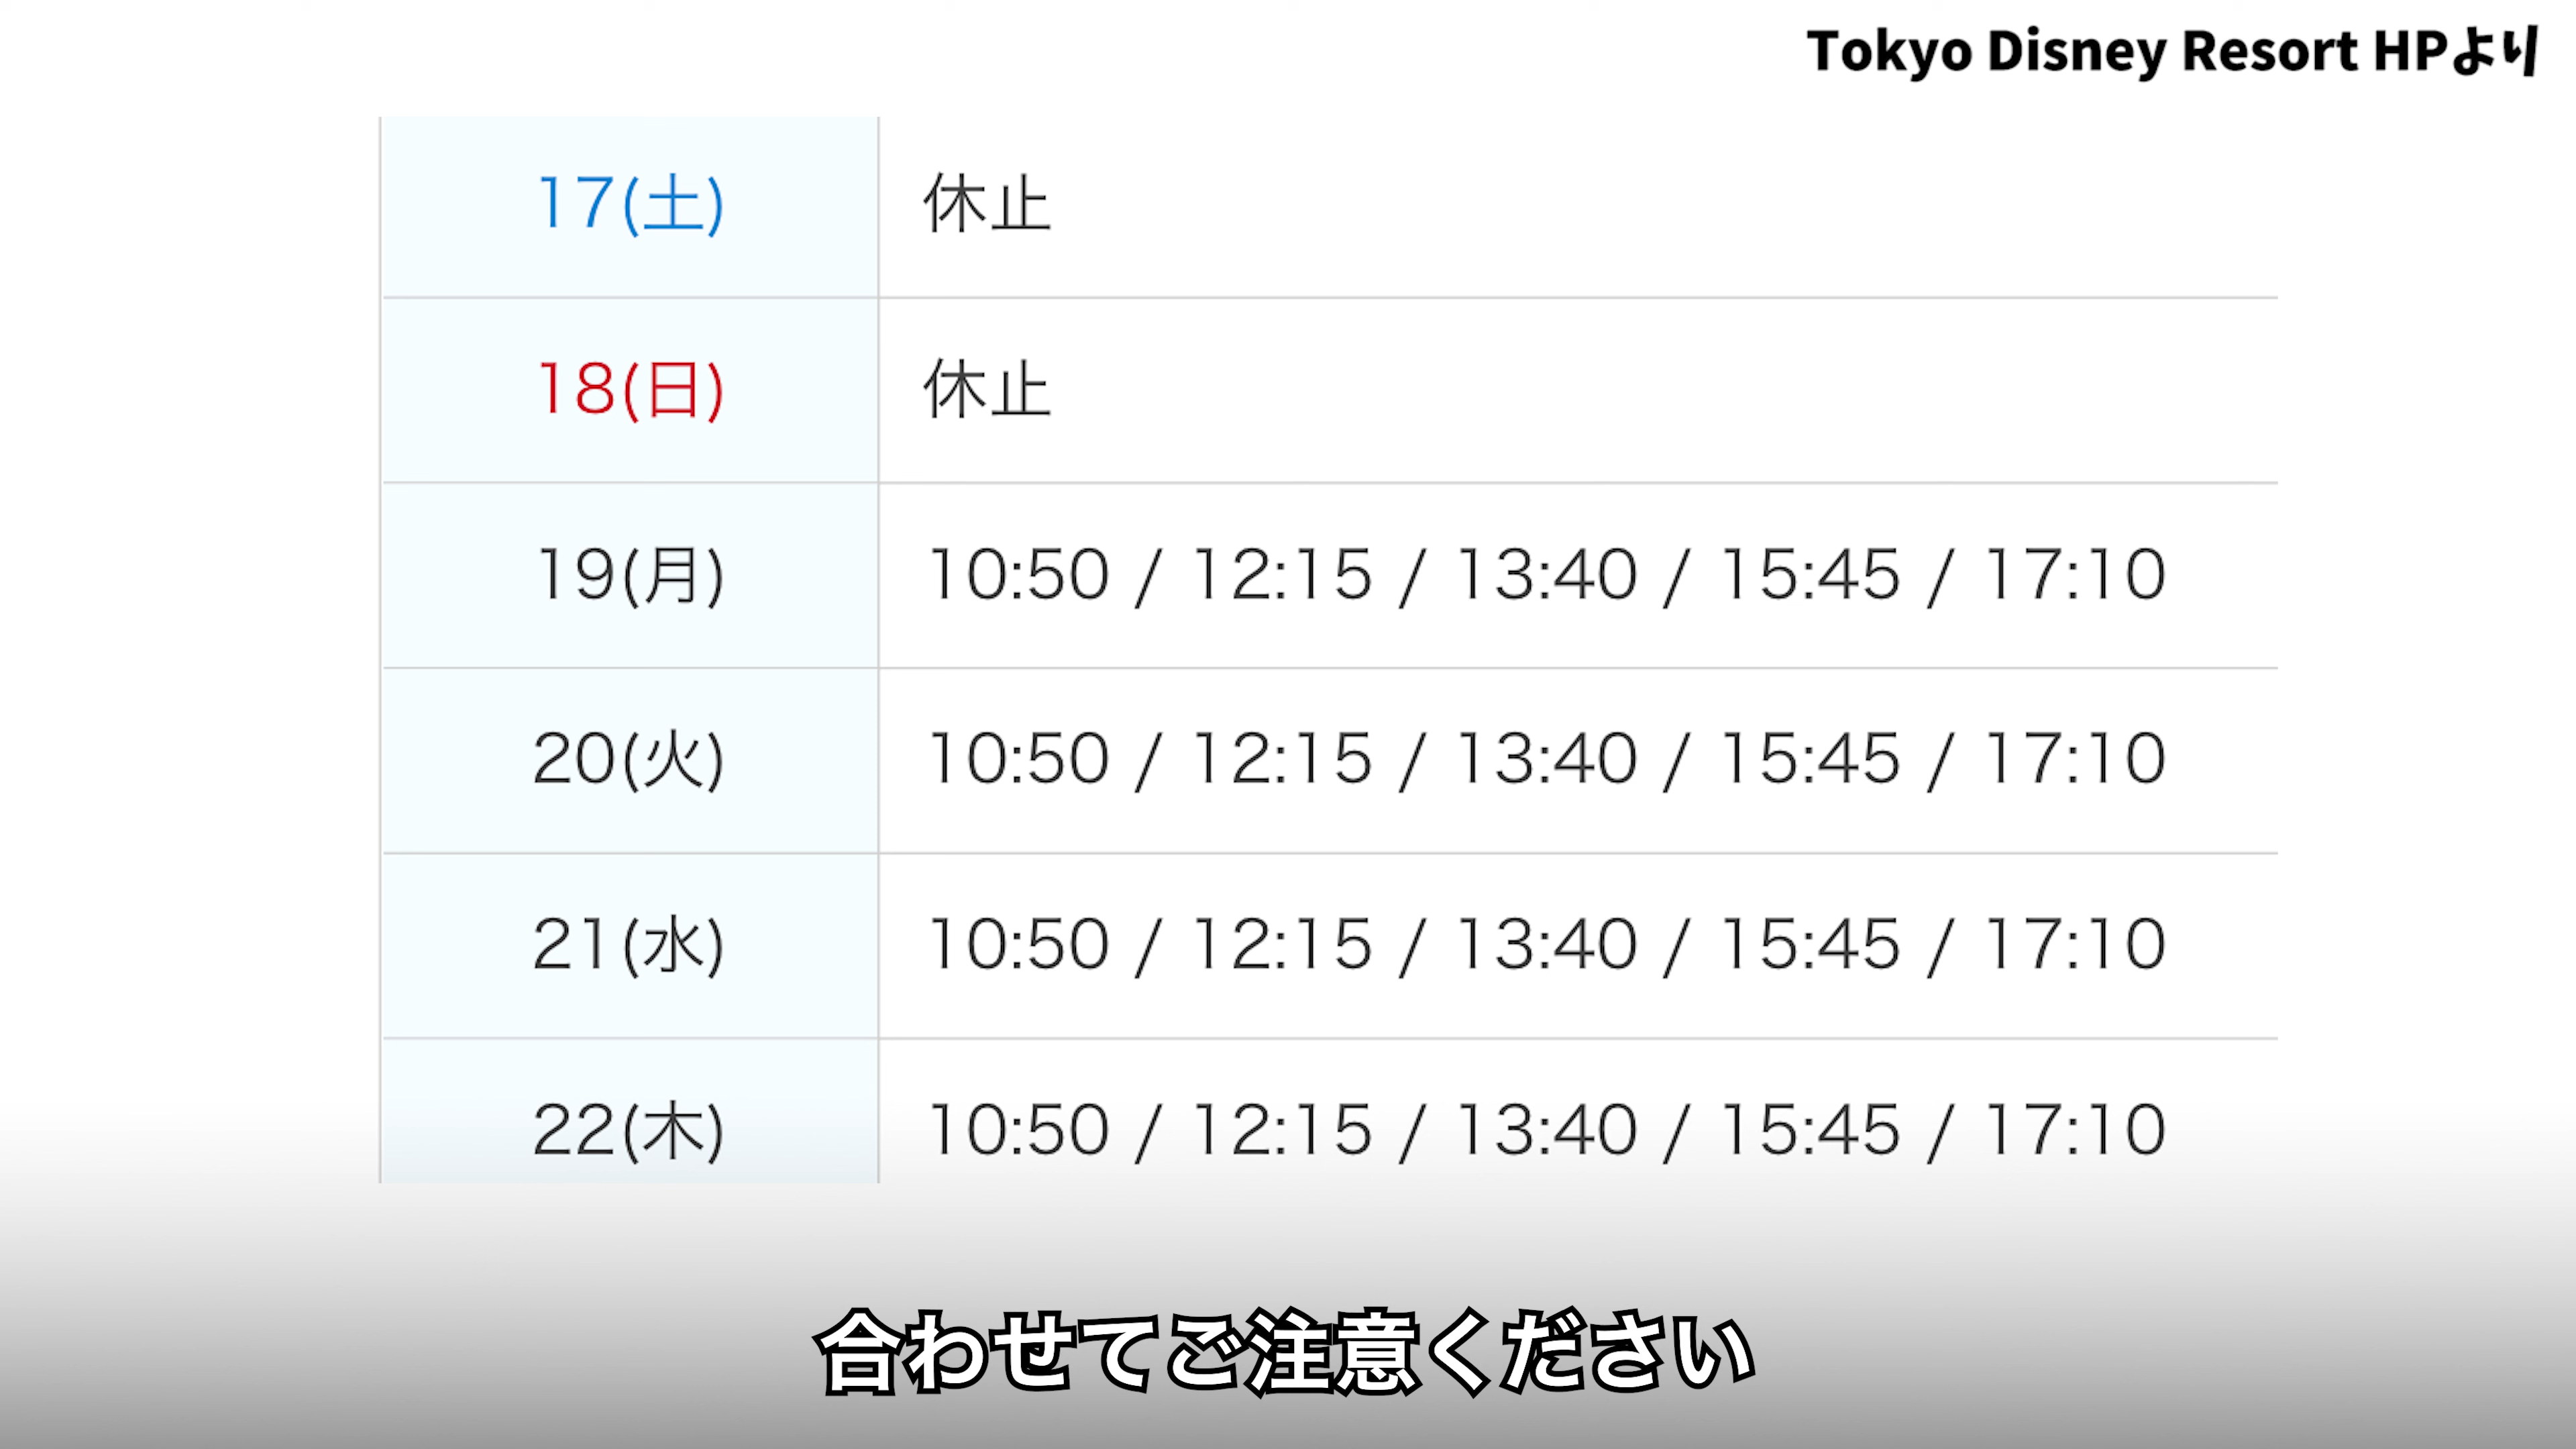 Tokyo Disney Resort HPより
17(土) 休止
18(日) 休止
19(月) 10:50 / 12:15 / 13:40 / 15:45 / 17:10
20(火) 10:50 / 12:15 / 13:40 / 15:45 / 17:10
21(水) 10:50 / 12:15 / 13:40 / 15:45 / 17:10
22(木) 10:50 / 12:15 / 13:40 / 15:45 / 17:10
合わせてご注意ください